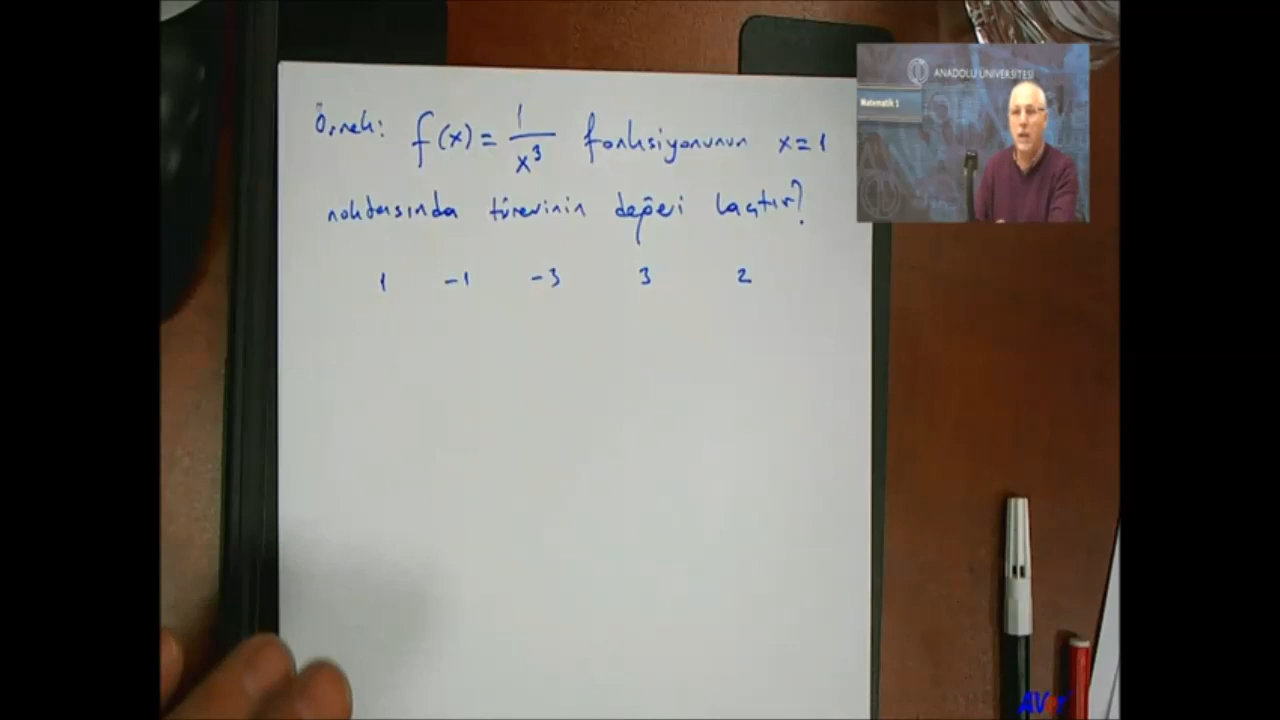 Örnek: f(x) = 1/x³ fonksiyonunun x=1
noktasında türevinin değeri kaçtır?
1 -1 -3 3 2
ANADOLU ÜNİVERSİTESİ
Matematik 1